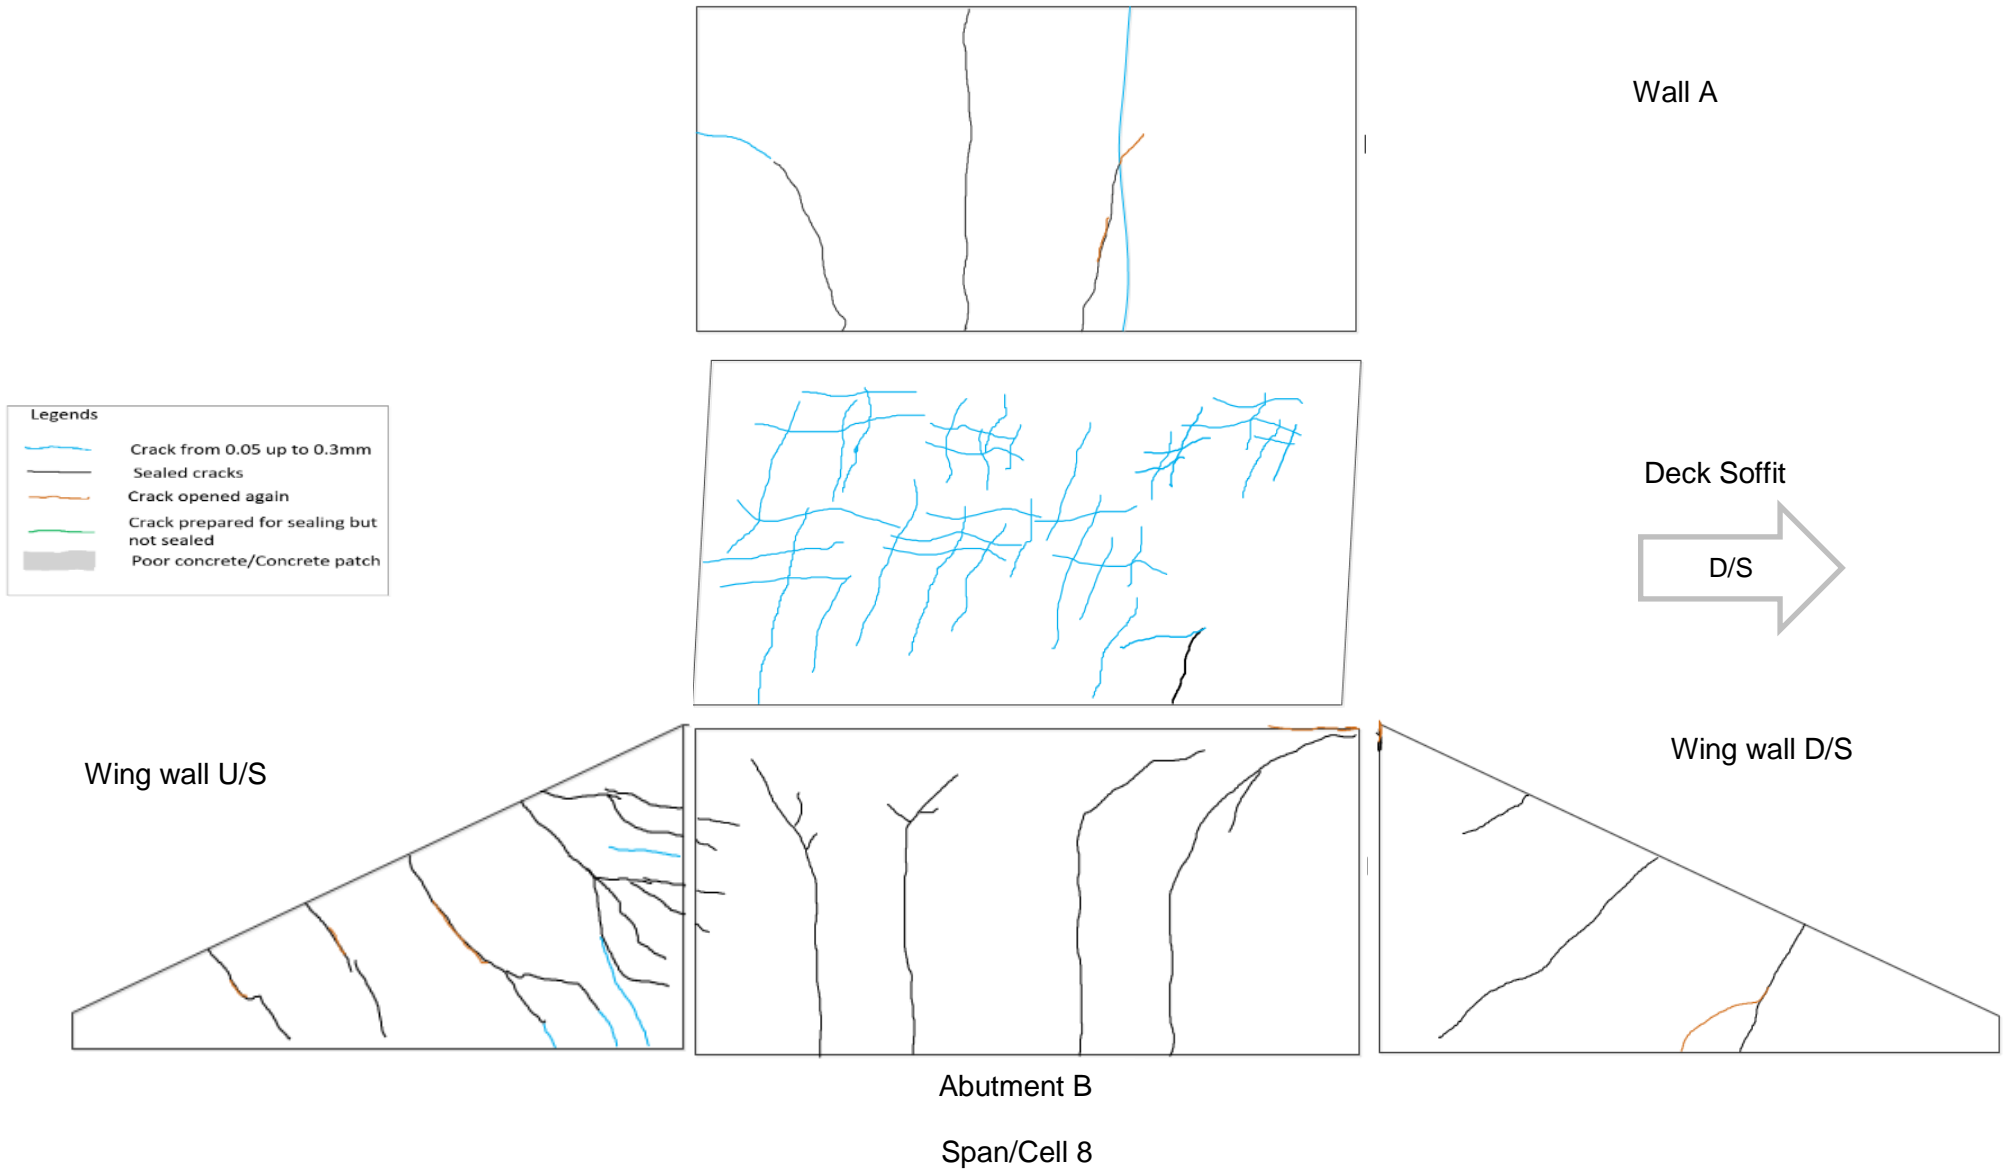 Wall A
Legends
Crack from 0.05 up to 0.3mm
Sealed cracks
Crack opened again
Crack prepared for sealing but
not sealed
Poor concrete/Concrete patch
Deck Soffit
D/S
Wing wall U/S
Wing wall D/S
Abutment B
Span/Cell 8